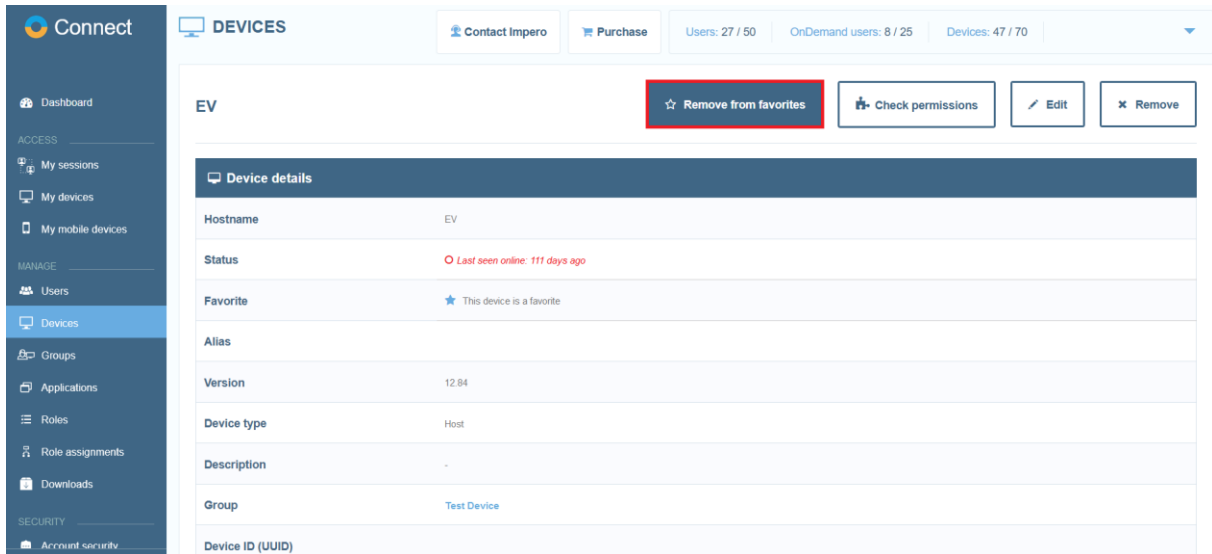 Connect
DEVICES
Contact Impero
Purchase
Users: 27 / 50
OnDemand users: 8 / 25
Devices: 47 / 70
Dashboard
ACCESS
My sessions
My devices
My mobile devices
MANAGE
Users
Devices
Groups
Applications
Roles
Role assignments
Downloads
SECURITY
Account security
EV
Remove from favorites
Check permissions
Edit
Remove
Device details
Hostname EV
Status Last seen online: 111 days ago
Favorite This device is a favorite
Alias
Version 12.84
Device type Host
Description -
Group Test Device
Device ID (UUID)